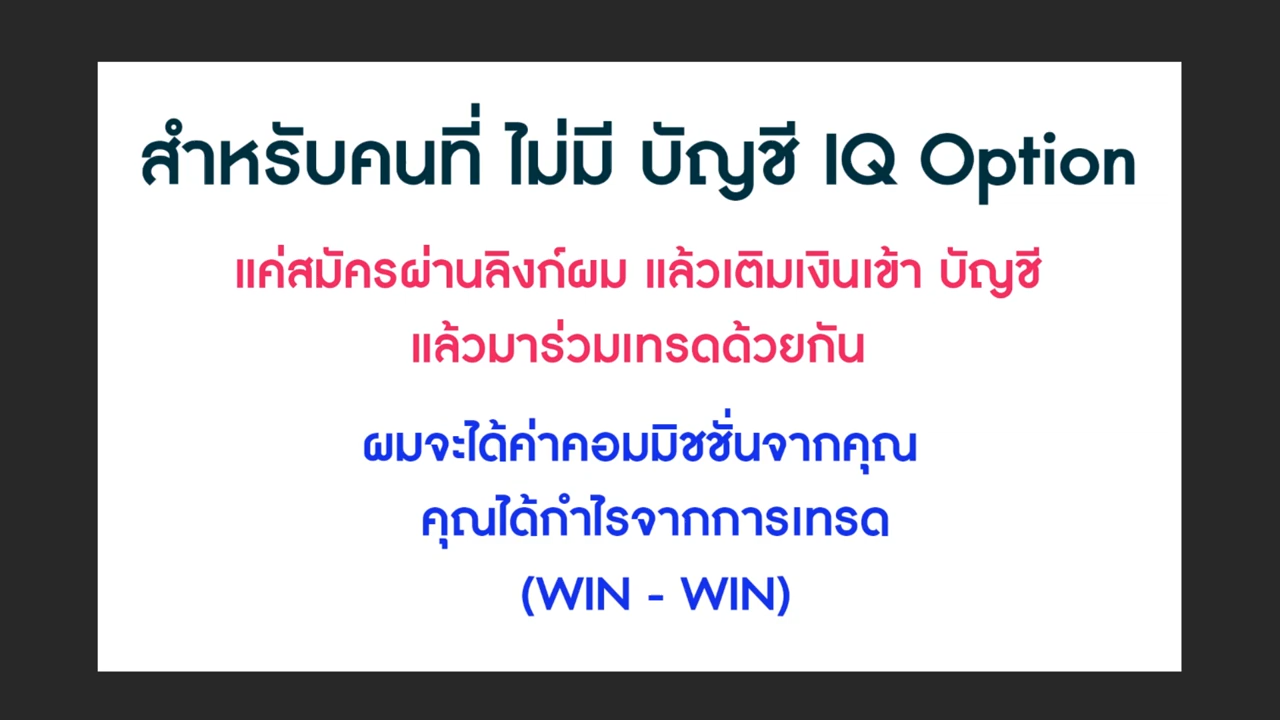 สำหรับคนที่ ไม่มี บัญชี IQ Option
แค่สมัครผ่านลิงก์ผม แล้วเติมเงินเข้า บัญชี
แล้วมาร่วมเทรดด้วยกัน
ผมจะได้ค่าคอมมิชชั่นจากคุณ
คุณได้กำไรจากการเทรด
(WIN - WIN)